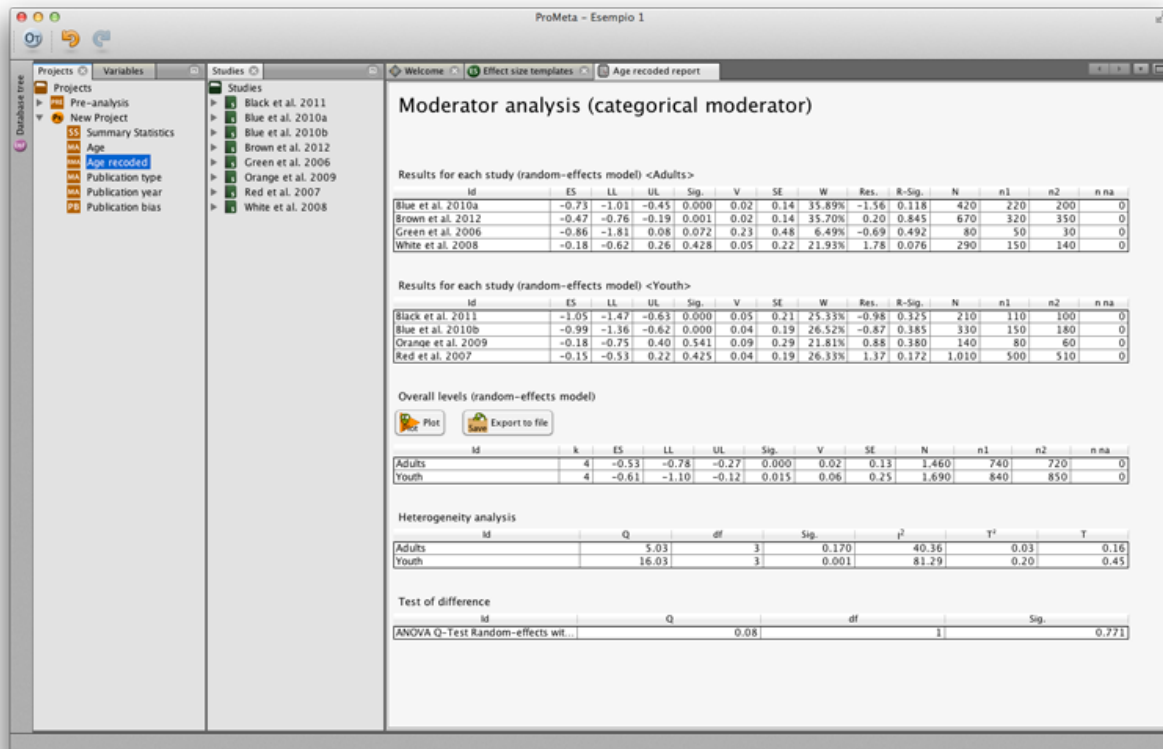 ProMeta - Esempio 1
Database tree
Projects Variables
Projects
Pre-analysis
New Project
Summary Statistics
Age
Age recoded
Publication type
Publication year
Publication bias
Studies
Studies
Black et al. 2011
Blue et al. 2010a
Blue et al. 2010b
Brown et al. 2012
Green et al. 2006
Orange et al. 2009
Red et al. 2007
White et al. 2008
Welcome Effect size templates Age recoded report
Moderator analysis (categorical moderator)
Results for each study (random-effects model) <Adults>
Id ES LL UL Sig. V SE W Res. R-Sig. N n1 n2 n na
Blue et al. 2010a -0.73 -1.01 -0.45 0.000 0.02 0.14 35.89% -1.56 0.118 420 220 200 0
Brown et al. 2012 -0.47 -0.76 -0.19 0.001 0.02 0.14 35.70% 0.20 0.845 670 320 350 0
Green et al. 2006 -0.86 -1.81 0.08 0.072 0.23 0.48 6.49% -0.69 0.492 80 50 30 0
White et al. 2008 -0.18 -0.62 0.26 0.428 0.05 0.22 21.93% 1.78 0.076 290 150 140 0
Results for each study (random-effects model) <Youth>
Id ES LL UL Sig. V SE W Res. R-Sig. N n1 n2 n na
Black et al. 2011 -1.05 -1.47 -0.63 0.000 0.05 0.21 25.33% -0.98 0.325 210 110 100 0
Blue et al. 2010b -0.99 -1.36 -0.62 0.000 0.04 0.19 26.52% -0.87 0.385 330 150 180 0
Orange et al. 2009 -0.18 -0.75 0.40 0.541 0.09 0.29 21.81% 0.88 0.380 140 80 60 0
Red et al. 2007 -0.15 -0.53 0.22 0.425 0.04 0.19 26.33% 1.37 0.172 1,010 500 510 0
Overall levels (random-effects model)
Plot Export to file
Id k ES LL UL Sig. V SE N n1 n2 n na
Adults 4 -0.53 -0.78 -0.27 0.000 0.02 0.13 1,460 740 720 0
Youth 4 -0.61 -1.10 -0.12 0.015 0.06 0.25 1,690 840 850 0
Heterogeneity analysis
Id Q df Sig. I² T² T
Adults 5.03 3 0.170 40.36 0.03 0.16
Youth 16.03 3 0.001 81.29 0.20 0.45
Test of difference
Id Q df Sig.
ANOVA Q-Test Random-effects wit... 0.08 1 0.771